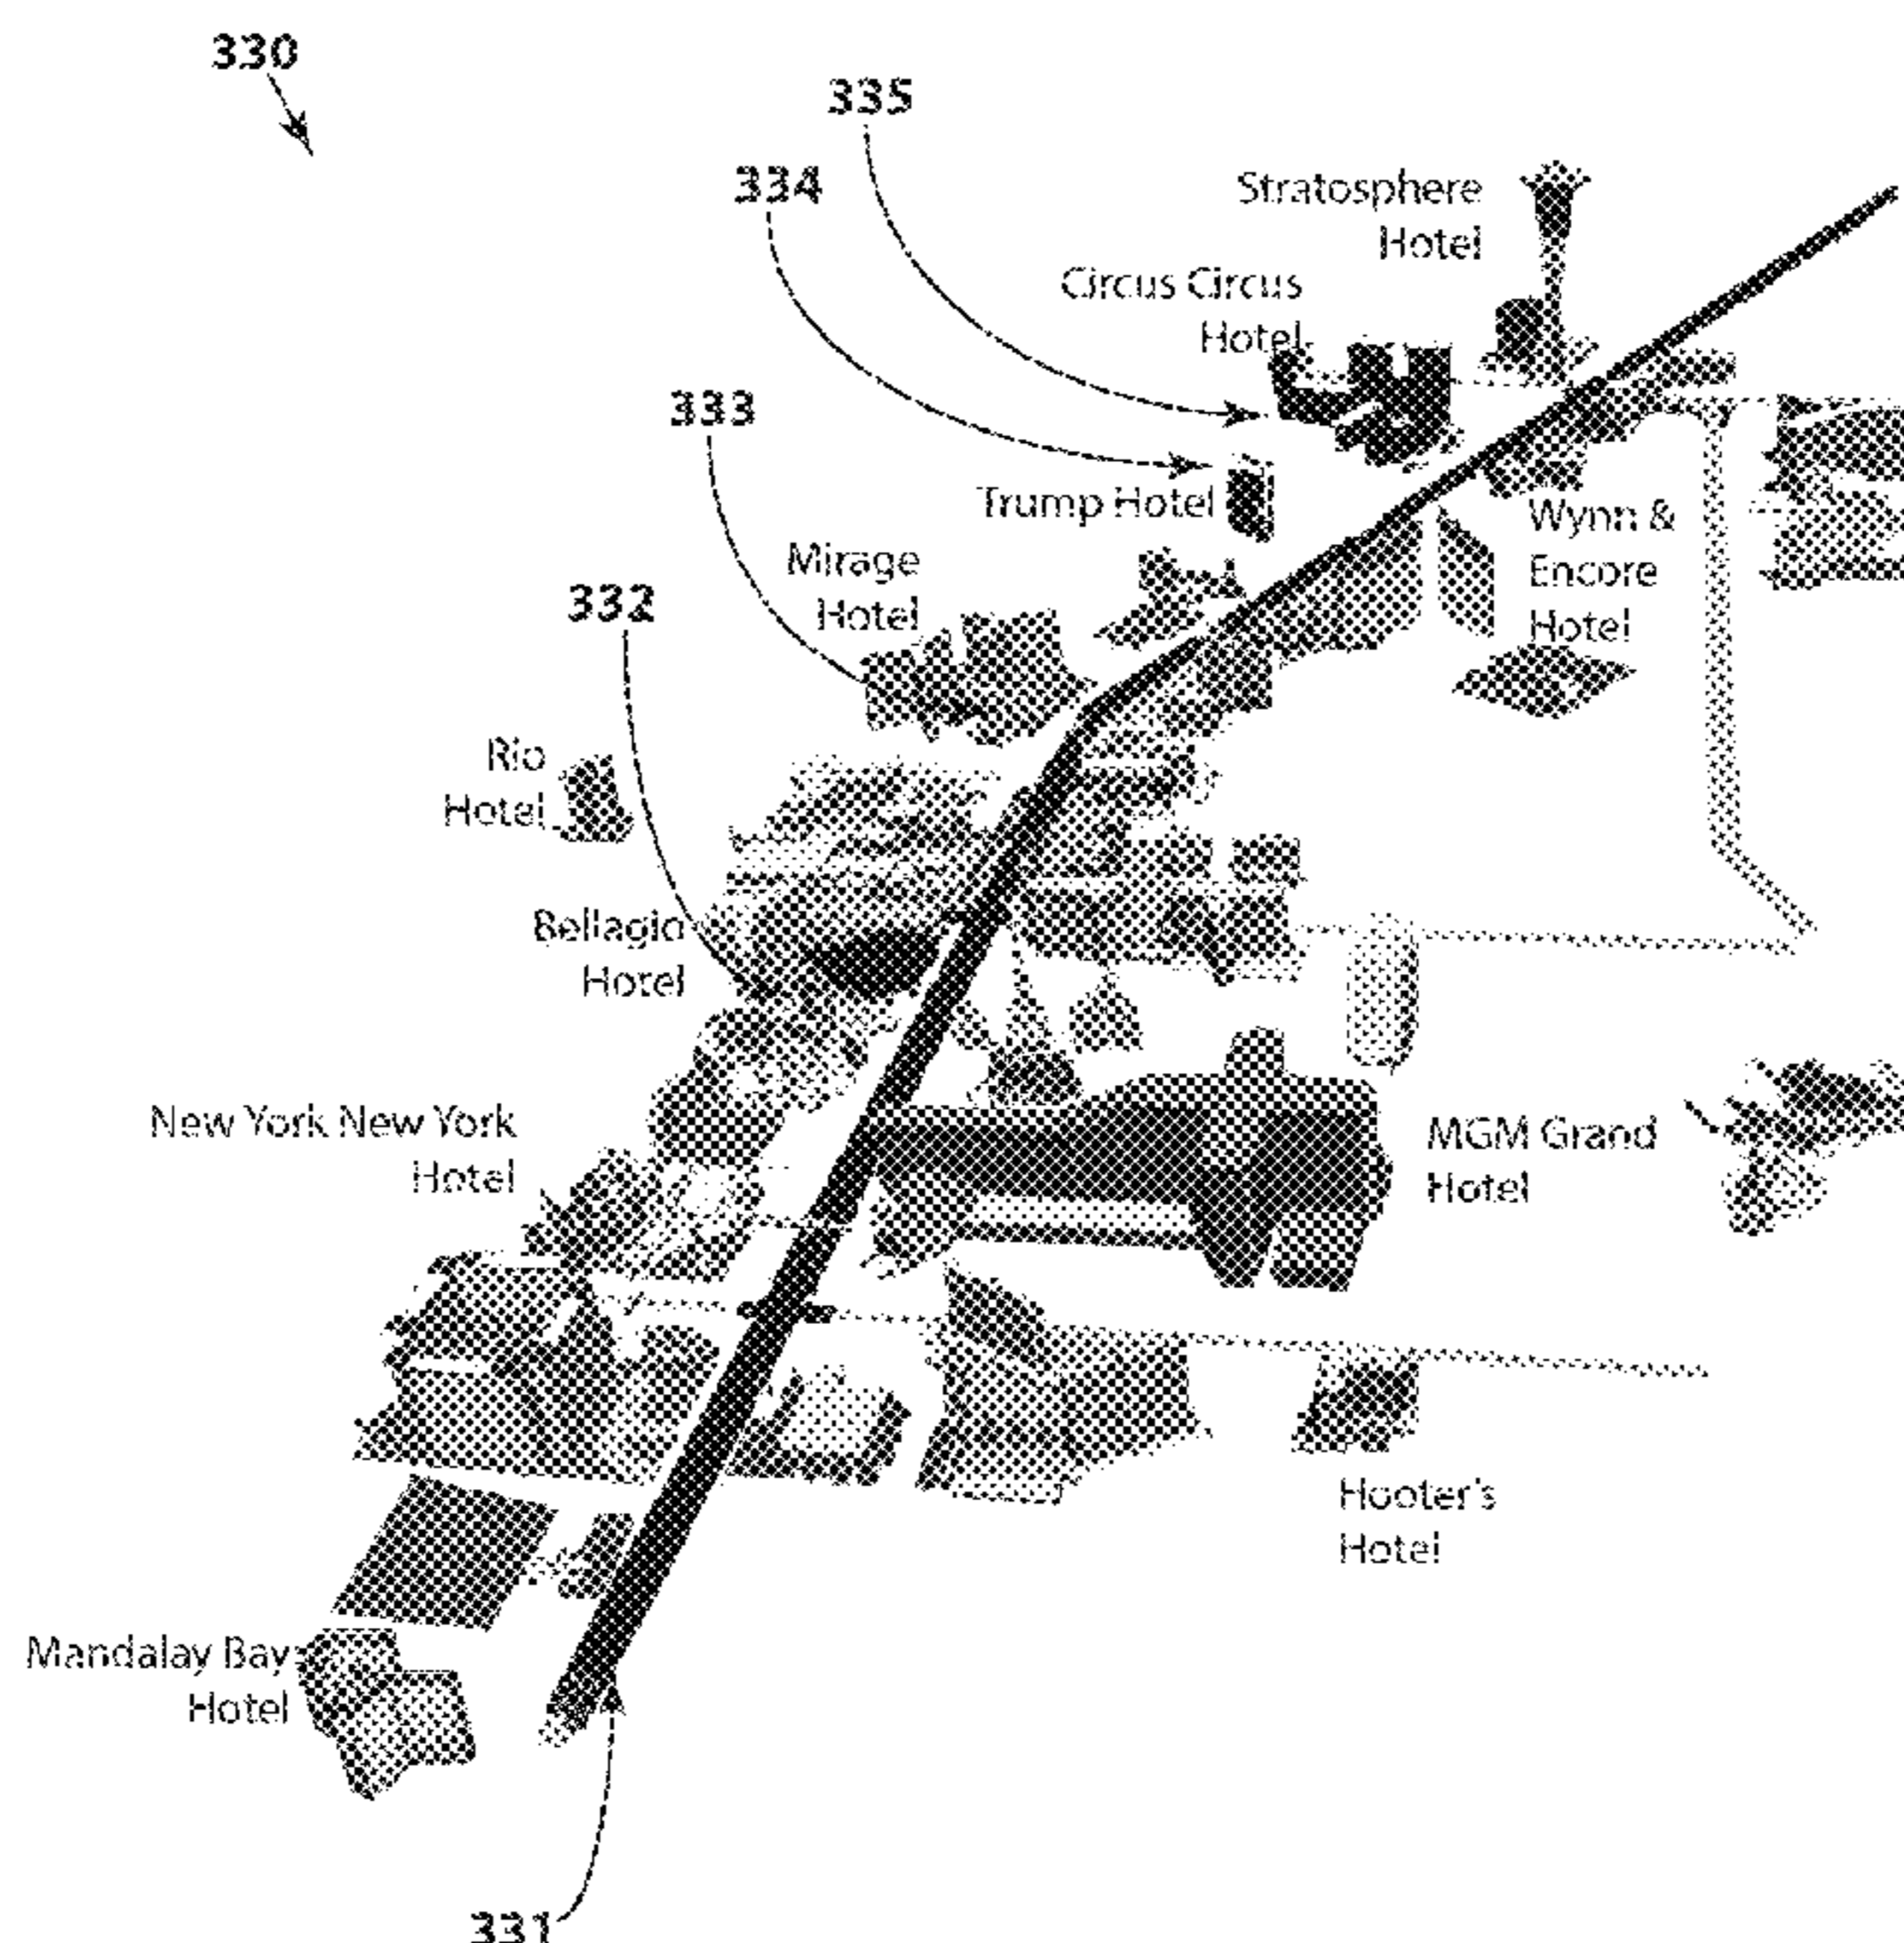 330
335
334
Stratosphere
Hotel
Circus Circus
Hotel
333
Trump Hotel
Wynn &
Encore
Hotel
Mirage
Hotel
332
Rio
Hotel
Bellagio
Hotel
New York New York
Hotel
MGM Grand
Hotel
Hooter's
Hotel
Mandalay Bay
Hotel
331